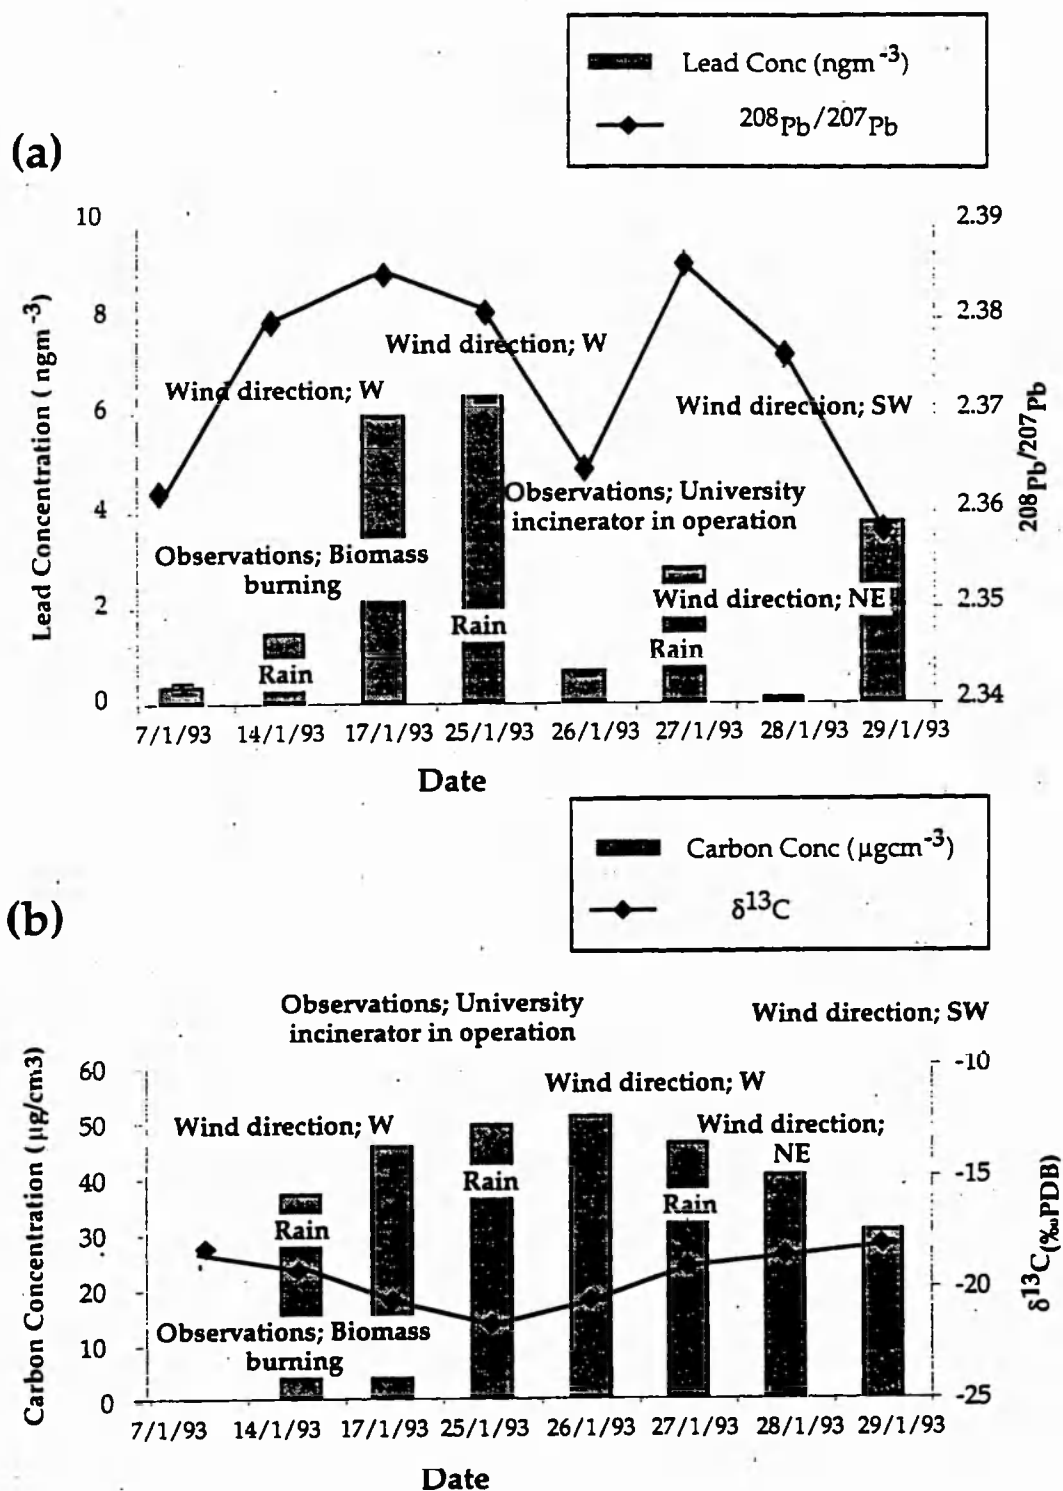 Lead Conc (ngm⁻³)
²⁰⁸Pb/²⁰⁷Pb
(a)
Lead Concentration ( ngm⁻³)
10
8
6
4
2
0
2.39
2.38
2.37
2.36
2.35
2.34
²⁰⁸Pb/²⁰⁷Pb
Wind direction; W
Wind direction; W
Wind direction; SW
Observations; University
incinerator in operation
Observations; Biomass
burning
Wind direction; NE
Rain
Rain
Rain
7/1/93 14/1/93 17/1/93 25/1/93 26/1/93 27/1/93 28/1/93 29/1/93
Date
Carbon Conc (µgcm⁻³)
δ¹³C
(b)
Observations; University
incinerator in operation
Wind direction; SW
Wind direction; W
Wind direction; W
Wind direction;
NE
Rain
Rain
Rain
Observations; Biomass
burning
Carbon Concentration (µg/cm3)
60
50
40
30
20
10
0
-10
-15
-20
-25
δ¹³C(‰PDB)
7/1/93 14/1/93 17/1/93 25/1/93 26/1/93 27/1/93 28/1/93 29/1/93
Date